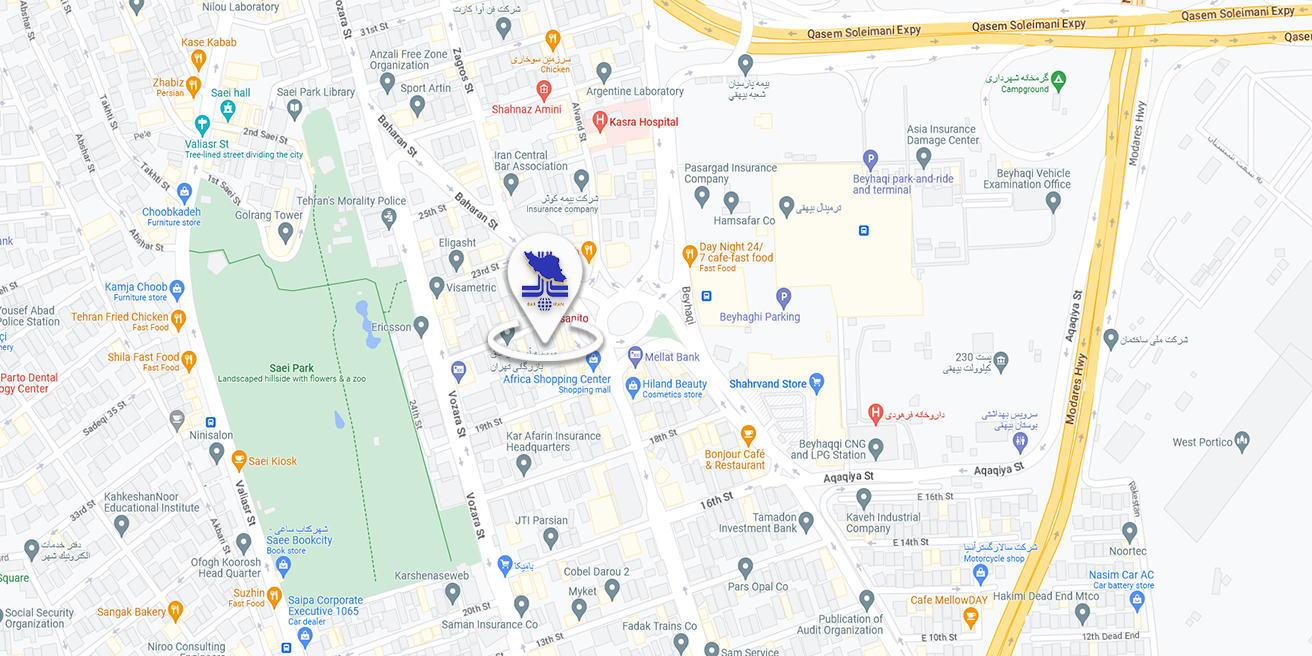 Nilou Laboratory
Abshar St
ozara St
31st St
شرکت فن آوا کارت
Qasem Soleimani Expy
Qasem Soleimani Expy
Qasem Soleimani Expy
Kase Kabab
Anzali Free Zone
Organization
Zagros St
سرزمین سوخاری
Chicken
بیمه پارسیان
شعبه بیهقی
گرمخانه شهرداری
Campground
Zhabiz
Persian
Saei hall
Saei Park Library
Sport Artin
Argentine Laboratory
Shahnaz Amini
Alvand St
Kasra Hospital
Modares Hwy
Takhti St
Pe'e
2nd Saei St
Valiasr St
Tree-lined street dividing the city
Baharan St
Abshar St
Takhti St
1st Saei St
Iran Central
Bar Association
Asia Insurance
Damage Center
Pasargad Insurance
Company
Beyhaqi park-and-ride
and terminal
Beyhaqi Vehicle
Examination Office
Choobkadeh
Furniture store
Golrang Tower
Tehran's Morality Police
25th St
Baharan St
شرکت بیمه کوثر
Insurance company
Hamsafar Co
ترمینال بیهقی
Abshar St
ank
Eligasht
23rd St
Day Night 24/
7 cafe-fast food
Fast Food
Kamja Choob
Furniture store
Visametric
BAR IRAN
Beyhaqi
Beyhaghi Parking
Aqaqiya St
Yousef Abad
Police Station
Tehran Fried Chicken
Fast Food
Ericsson
sanito
شرکت ملی ساختمان
Shila Fast Food
Fast Food
بازرگانی تهران
Mellat Bank
پست 230
کیلوولت بیهقی
Parto Dental
ogy Center
Saei Park
Landscaped hillside with flowers & a zoo
Africa Shopping Center
Shopping mall
Hiland Beauty
Cosmetics store
Shahrvand Store
Modares Hwy
Sadeqi 35 St
24th St
Vozara St
19th St
18th St
داروخانه فرهودی
سرویس بهداشتی
بوستان بیهقی
Ninisalon
Kar Afarin Insurance
Headquarters
Bonjour Café
& Restaurant
Beyhaqqi CNG
and LPG Station
West Portico
Saei Kiosk
Aqaqiya St
Aqaqiya St
KahkeshanNoor
Educational Institute
Valiasr St
Vozara St
16th St
E 16th St
Rakestan
33rd St
Akbari St
شهرکتاب ساعی -
Saee Bookcity
Book store
JTI Parsian
Tamadon
Investment Bank
Kaveh Industrial
Company
E 14th St
دفتر خدمات
الکترونیک شهر
Ofogh Koorosh
Head Quarter
بامیکا
شرکت سالارگسترآسیا
Motorcycle shop
Noortec
Square
Karshenaseweb
Cobel Darou 2
Myket
Pars Opal Co
Nasim Car AC
Car battery store
Suzhin
Fast Food
Saipa Corporate
Executive 1065
Car dealer
20th St
Cafe MellowDAY
Hakimi Dead End Mtco
Social Security
Organization
Sangak Bakery
Saman Insurance Co
Fadak Trains Co
Publication of
Audit Organization
Niroo Consulting
13th St
Sam Service
E 10th St
12th Dead End